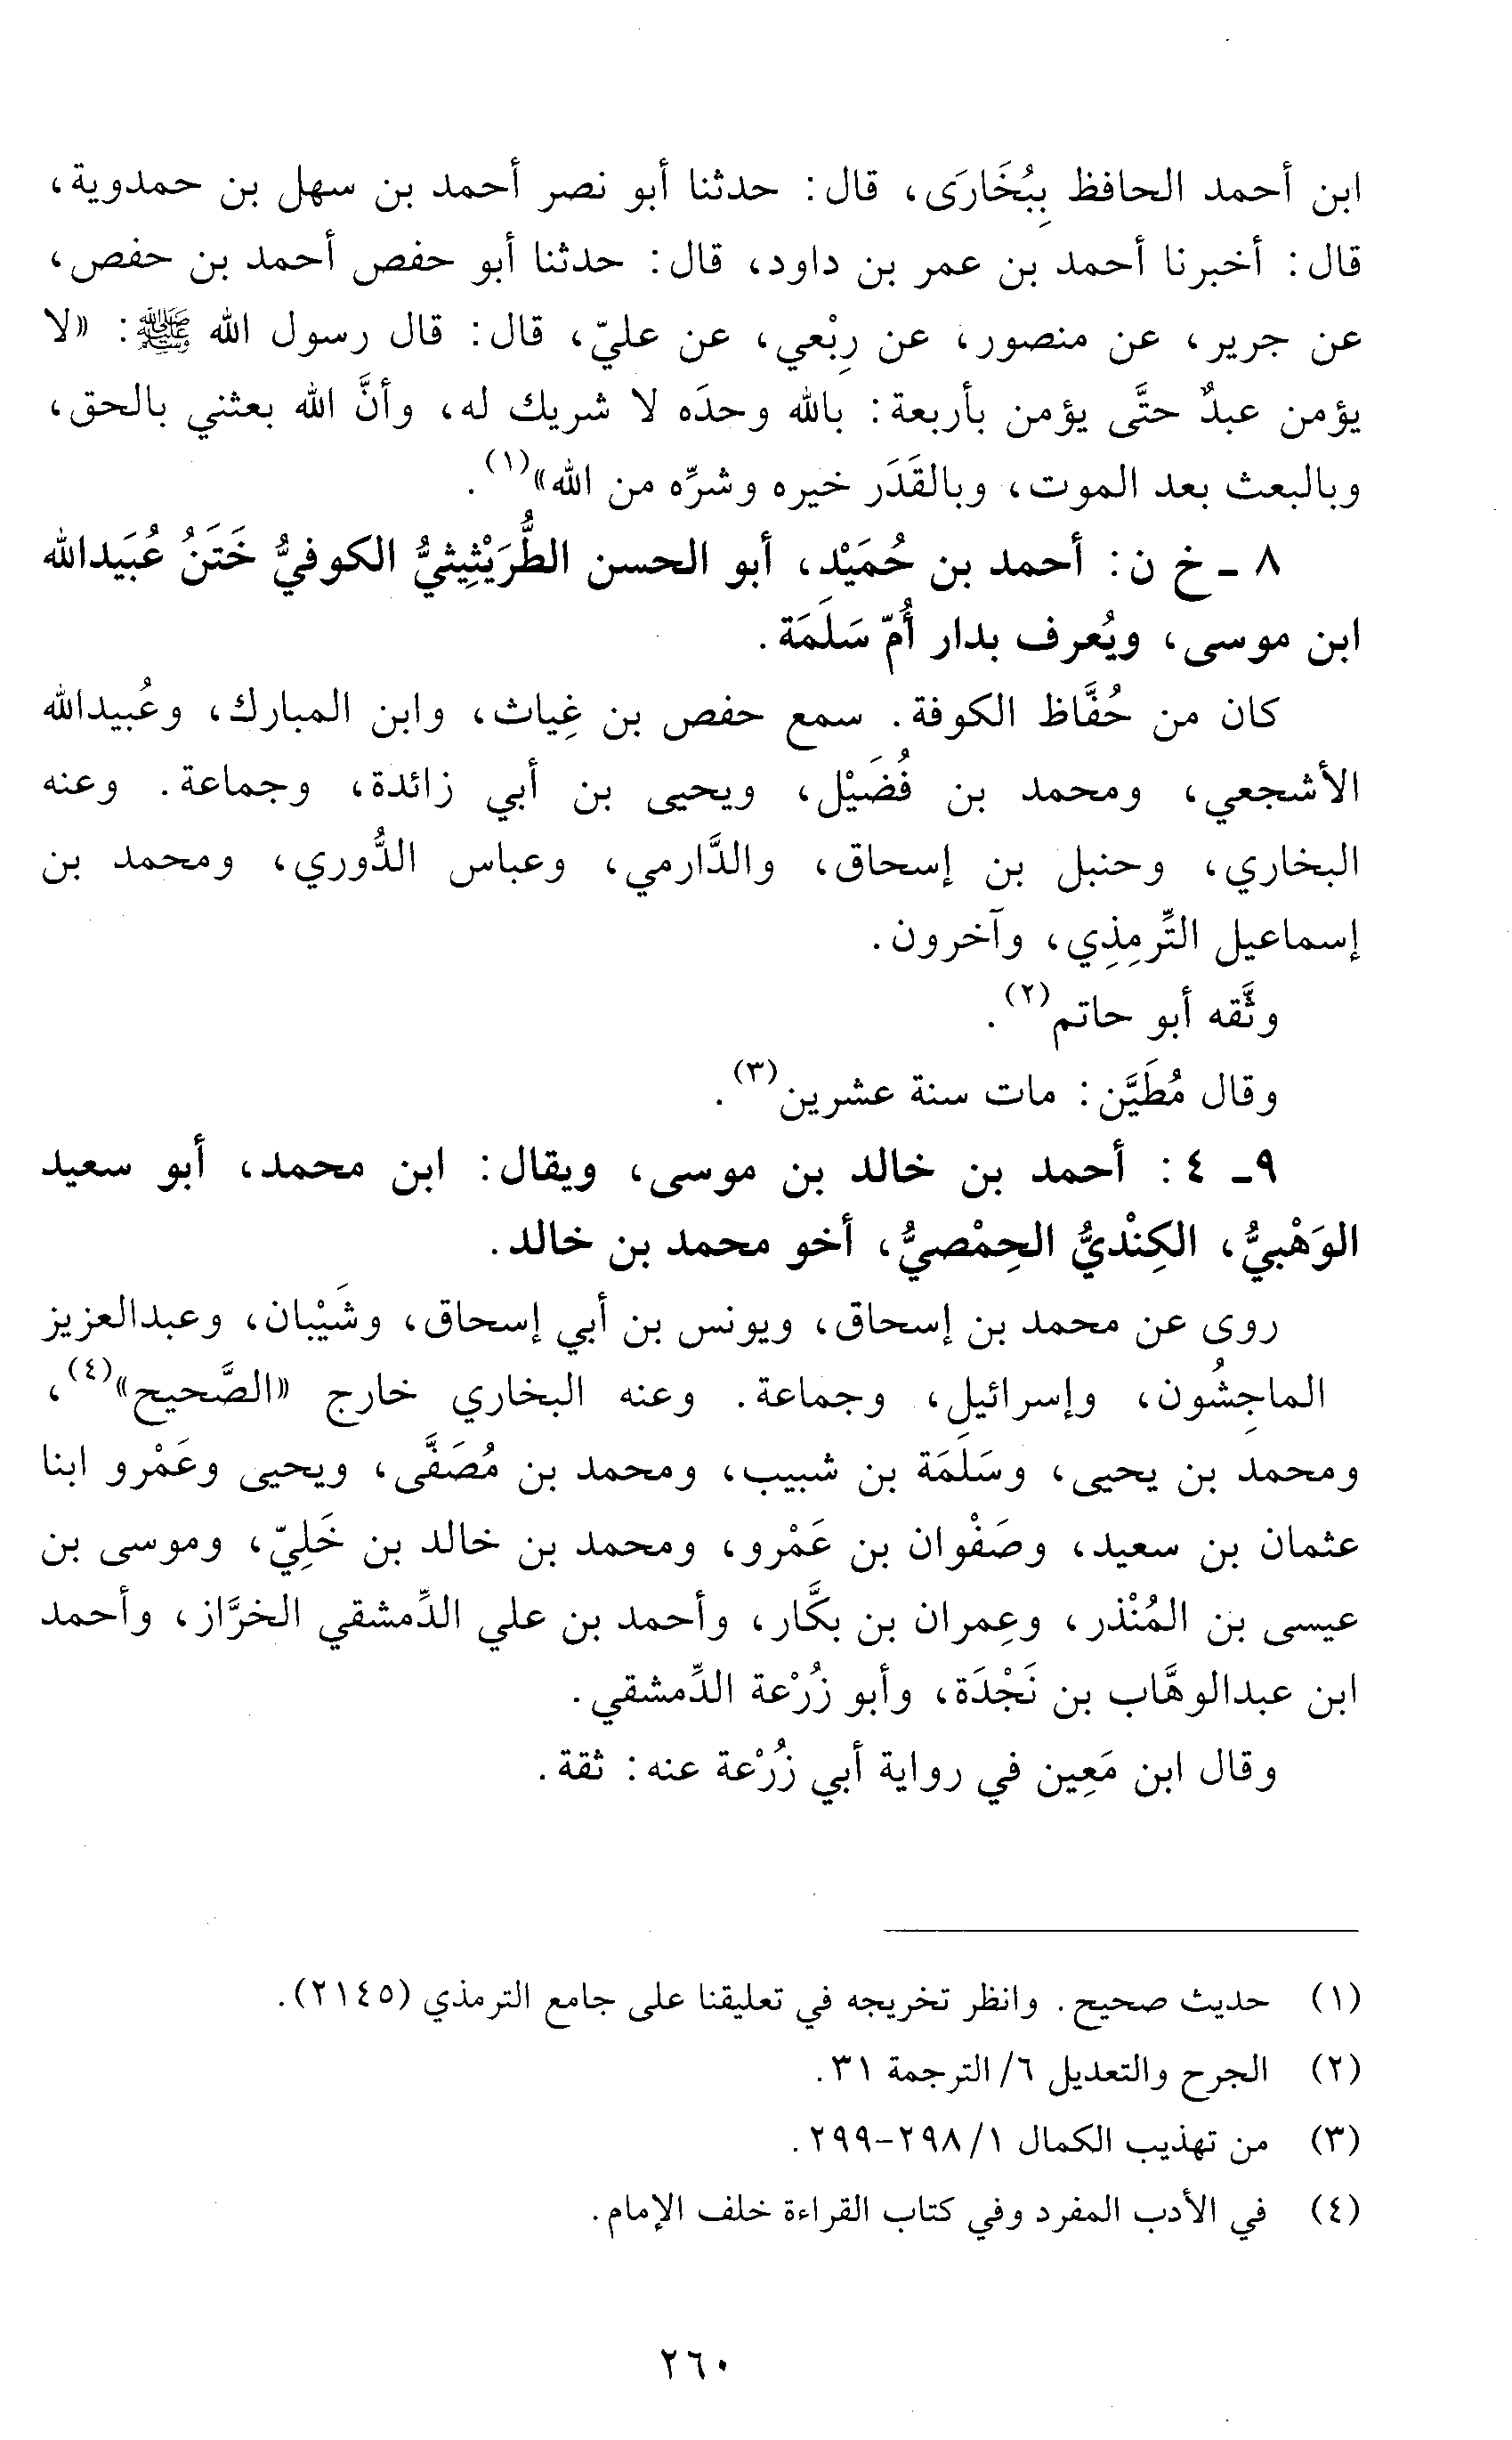 ابن أحمد الحافظ بِبُخَارَى، قال: حدثنا أبو نصر أحمد بن سهل بن حمدوية،
قال: أخبرنا أحمد بن عمر بن داود، قال: حدثنا أبو حفص أحمد بن حفص،
عن جرير، عن منصور، عن رِبْعي، عن عليّ، قال: قال رسول الله ﷺ: «لا
يؤمن عبدٌ حتَّى يؤمن بأربعة: بالله وحدَه لا شريك له، وأنَّ الله بعثني بالحق،
وبالبعث بعد الموت، وبالقَدَر خيره وشرِّه من الله»(١).
٨ ـ خ ن: أحمد بن حُمَيْد، أبو الحسن الطُّرَيْثِيثيُّ الكوفيُّ خَتَنُ عُبَيدالله
ابن موسى، ويُعرف بدار أُمّ سَلَمَة.
كان من حُفَّاظ الكوفة. سمع حفص بن غِياث، وابن المبارك، وعُبيدالله
الأشجعي، ومحمد بن فُضَيْل، ويحيى بن أبي زائدة، وجماعة. وعنه
البخاري، وحنبل بن إسحاق، والدَّارمي، وعباس الدُّوري، ومحمد بن
إسماعيل التِّرمِذِي، وآخرون.
وثَّقه أبو حاتم(٢).
وقال مُطَيَّن: مات سنة عشرين(٣).
٩ـ ٤: أحمد بن خالد بن موسى، ويقال: ابن محمد، أبو سعيد
الوَهْبيُّ، الكِنْديُّ الحِمْصيُّ، أخو محمد بن خالد.
روى عن محمد بن إسحاق، ويونس بن أبي إسحاق، وشَيْبان، وعبدالعزيز
الماجِشُون، وإسرائيل، وجماعة. وعنه البخاري خارج «الصَّحيح»(٤)،
ومحمد بن يحيى، وسَلَمَة بن شبيب، ومحمد بن مُصَفَّى، ويحيى وعَمْرو ابنا
عثمان بن سعيد، وصَفْوان بن عَمْرو، ومحمد بن خالد بن خَلِيّ، وموسى بن
عيسى بن المُنْذر، وعِمران بن بكَّار، وأحمد بن علي الدِّمشقي الخرَّاز، وأحمد
ابن عبدالوهَّاب بن نَجْدَة، وأبو زُرْعة الدِّمشقي.
وقال ابن مَعِين في رواية أبي زُرْعة عنه: ثقة.
(١) حديث صحيح. وانظر تخريجه في تعليقنا على جامع الترمذي (٢١٤٥).
(٢) الجرح والتعديل ٦/ الترجمة ٣١.
(٣) من تهذيب الكمال ١/ ٢٩٨-٢٩٩.
(٤) في الأدب المفرد وفي كتاب القراءة خلف الإمام.
٢٦٠